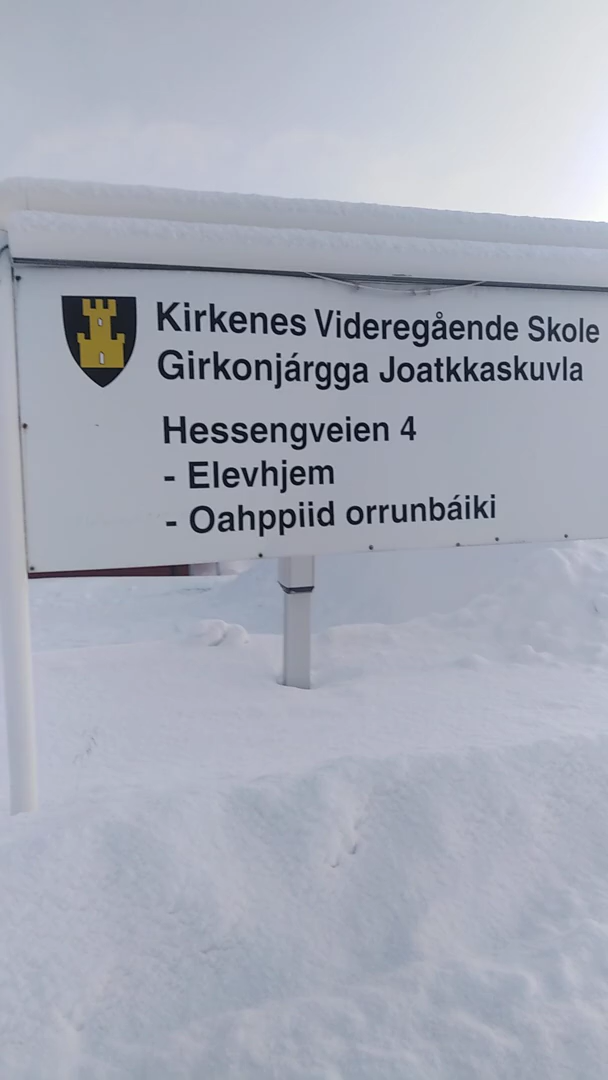 Kirkenes Videregående Skole
Girkonjárgga Joatkkaskuvla
Hessengveien 4
- Elevhjem
- Oahppiid orrunbáiki